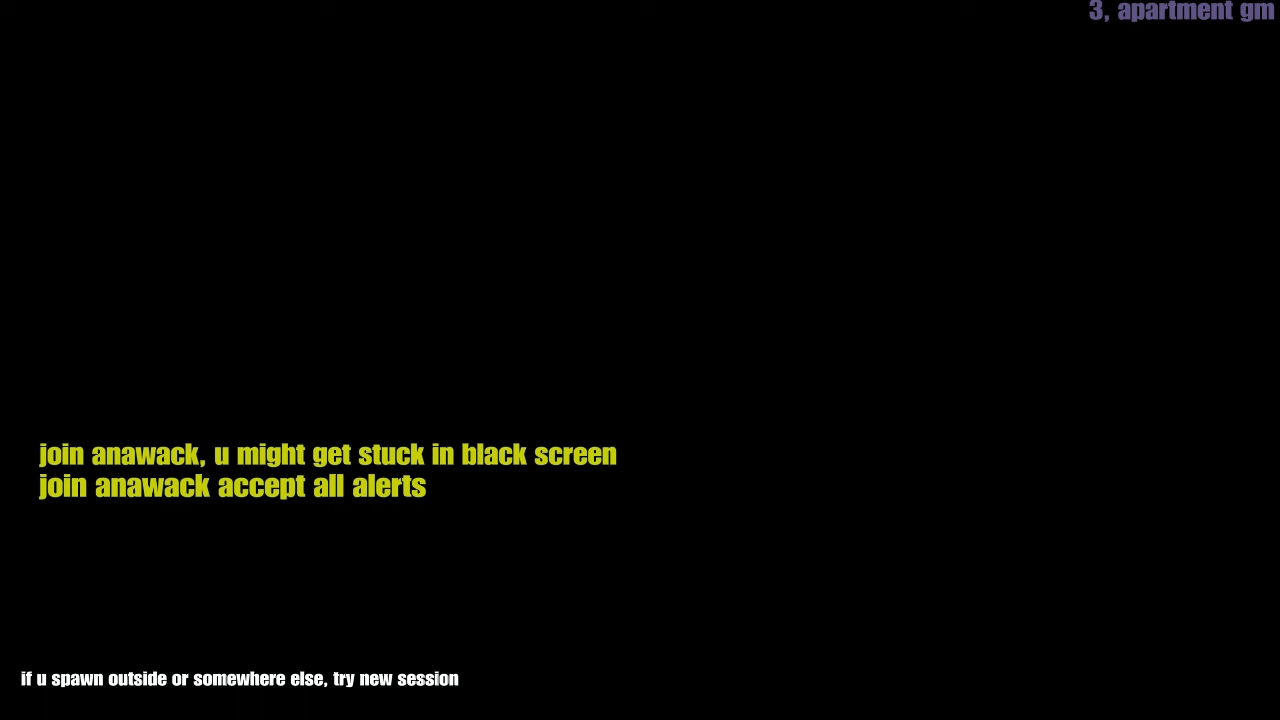 3, apartment gm
join anawack, u might get stuck in black screen
join anawack accept all alerts
if u spawn outside or somewhere else, try new session